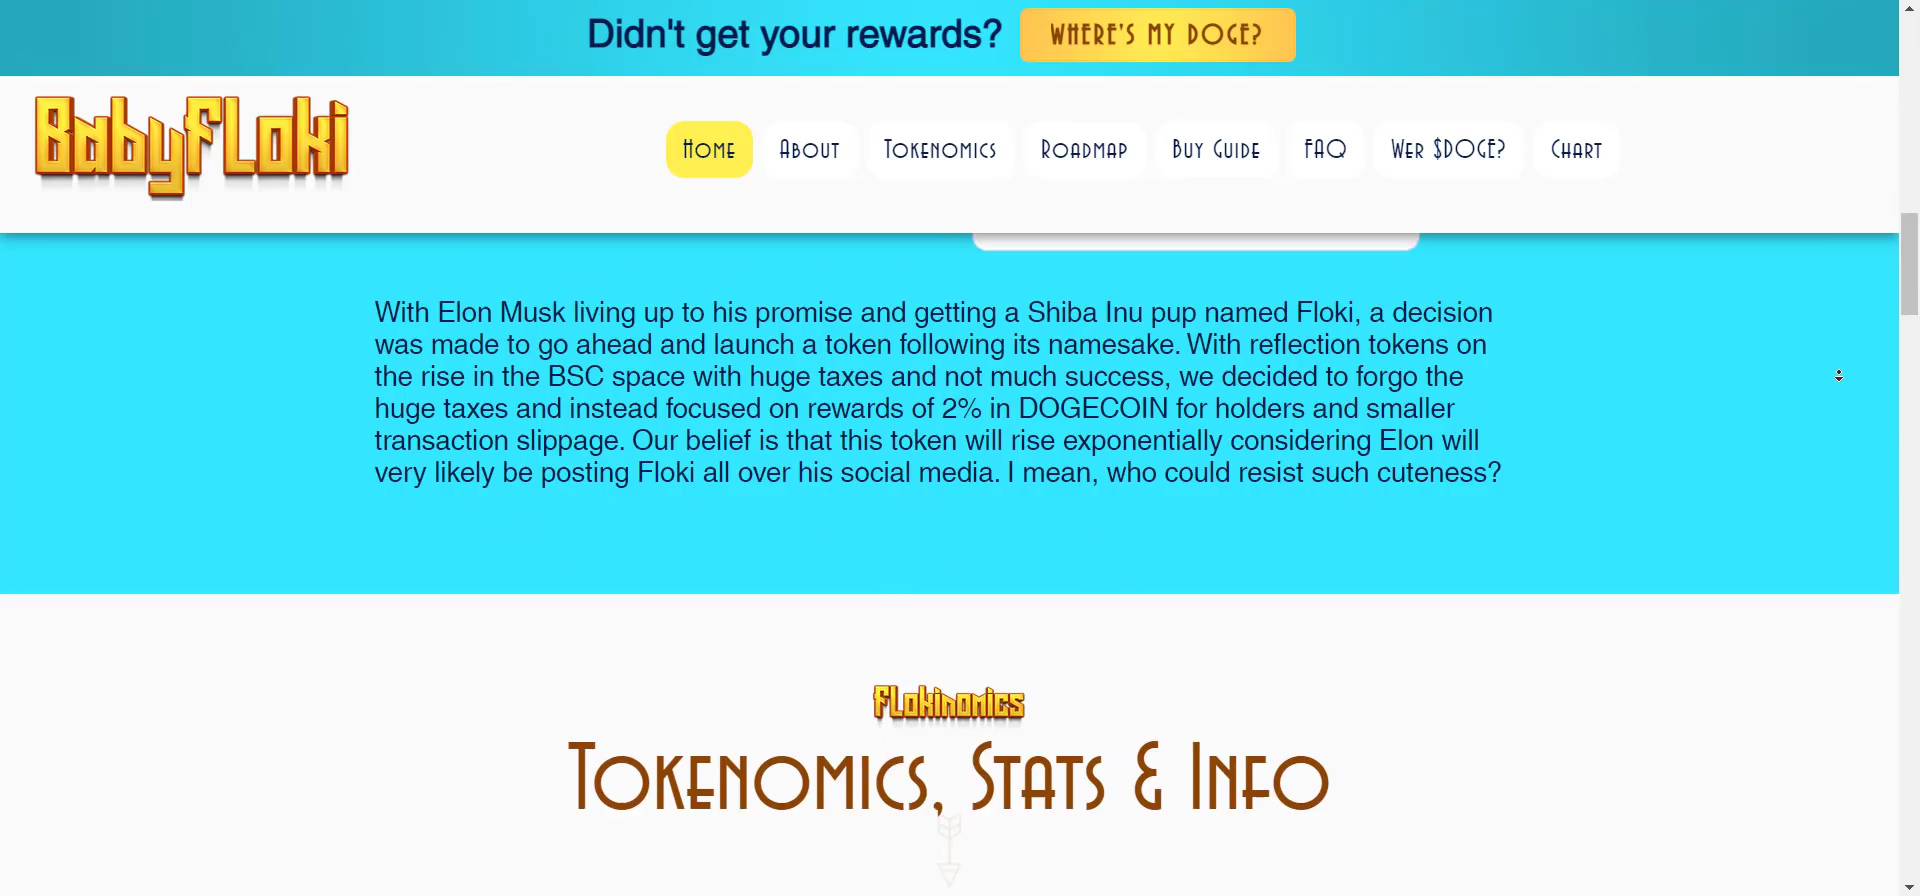 Didn't get your rewards? WHERE'S MY DOGE?
BabyFloki
Home About Tokenomics Roadmap Buy Guide FAQ Wer $DOGE? Chart
With Elon Musk living up to his promise and getting a Shiba Inu pup named Floki, a decision
was made to go ahead and launch a token following its namesake. With reflection tokens on
the rise in the BSC space with huge taxes and not much success, we decided to forgo the
huge taxes and instead focused on rewards of 2% in DOGECOIN for holders and smaller
transaction slippage. Our belief is that this token will rise exponentially considering Elon will
very likely be posting Floki all over his social media. I mean, who could resist such cuteness?
Flokinomics
Tokenomics, Stats & Info